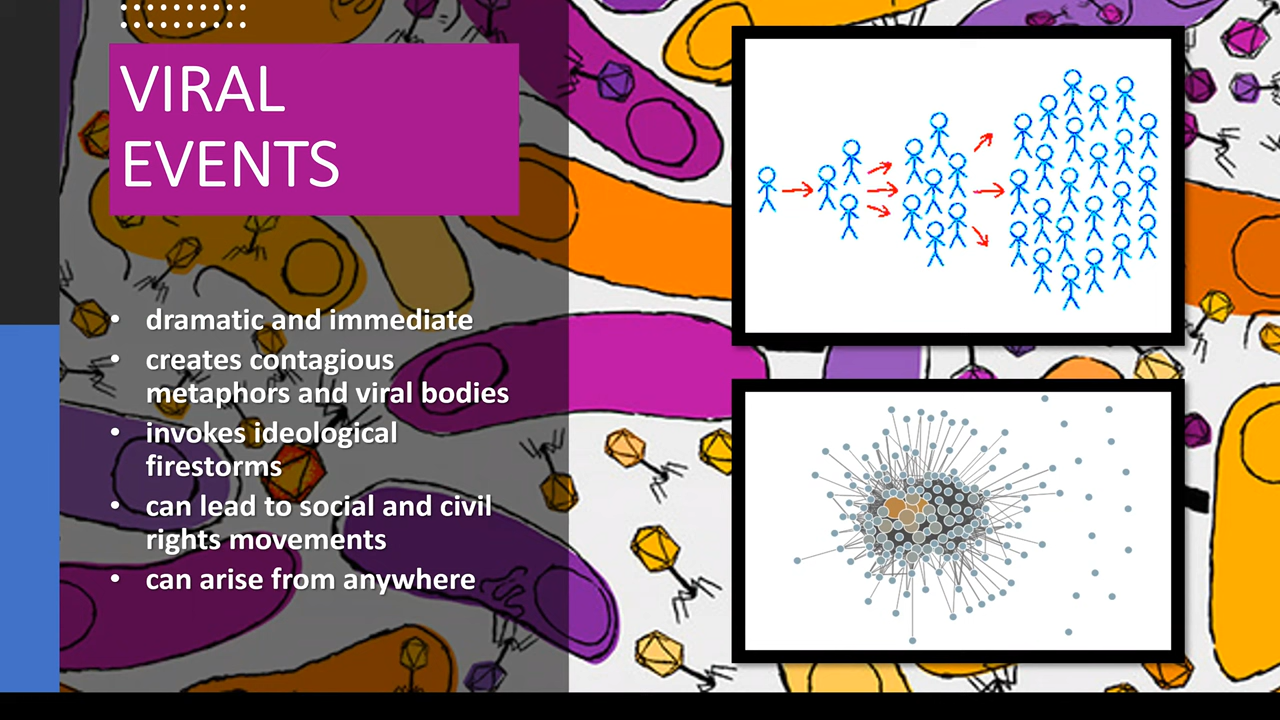 VIRAL
EVENTS
• dramatic and immediate
• creates contagious
metaphors and viral bodies
• invokes ideological
firestorms
• can lead to social and civil
rights movements
• can arise from anywhere